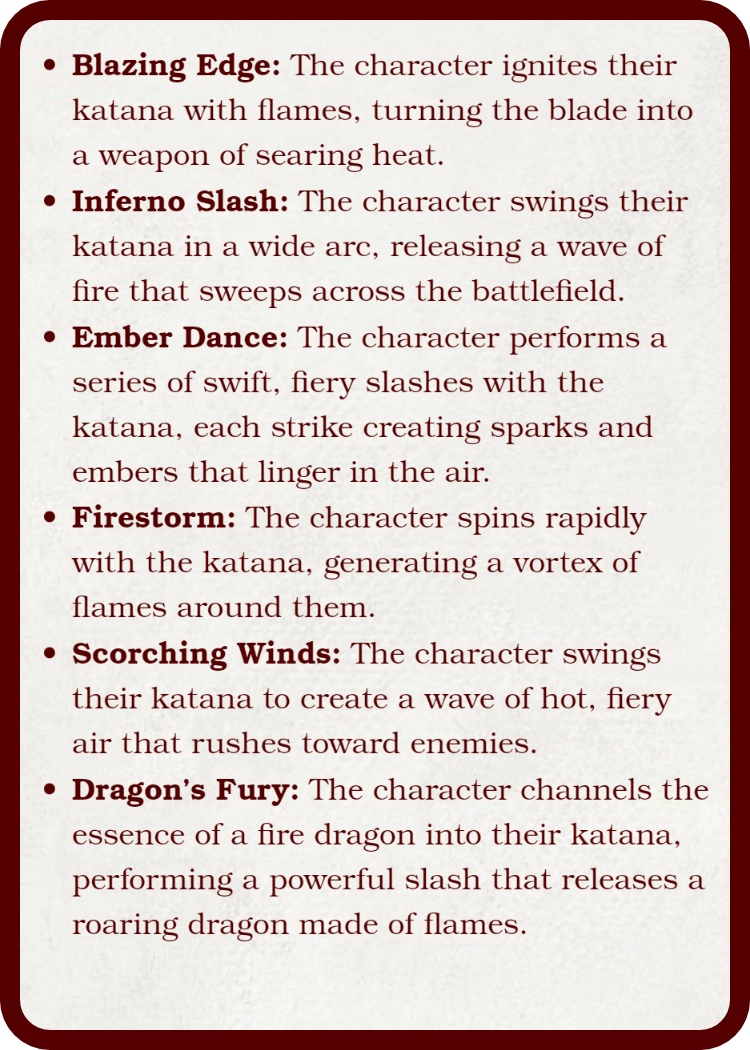 • Blazing Edge: The character ignites their
katana with flames, turning the blade into
a weapon of searing heat.
• Inferno Slash: The character swings their
katana in a wide arc, releasing a wave of
fire that sweeps across the battlefield.
• Ember Dance: The character performs a
series of swift, fiery slashes with the
katana, each strike creating sparks and
embers that linger in the air.
• Firestorm: The character spins rapidly
with the katana, generating a vortex of
flames around them.
• Scorching Winds: The character swings
their katana to create a wave of hot, fiery
air that rushes toward enemies.
• Dragon’s Fury: The character channels the
essence of a fire dragon into their katana,
performing a powerful slash that releases a
roaring dragon made of flames.